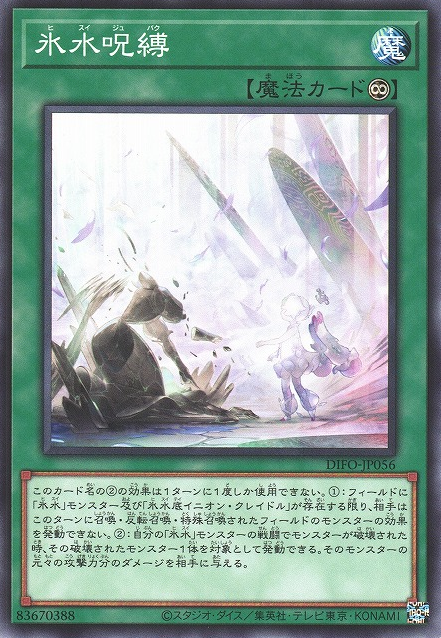 氷水呪縛
魔
【魔法カード】
DIFO-JP056
このカード名の②の効果は1ターンに1度しか使用できない。①：フィールドに
「氷水」モンスター及び「氷水底イニオン・クレイドル」が存在する限り、相手は
このターンに召喚・反転召喚・特殊召喚されたフィールドのモンスターの効果
を発動できない。②：自分の「氷水」モンスターの戦闘でモンスターが破壊された
時、その破壊されたモンスター1体を対象として発動できる。そのモンスターの
元々の攻撃力分のダメージを相手に与える。
83670388
©スタジオ・ダイス／集英社・テレビ東京・KONAMI